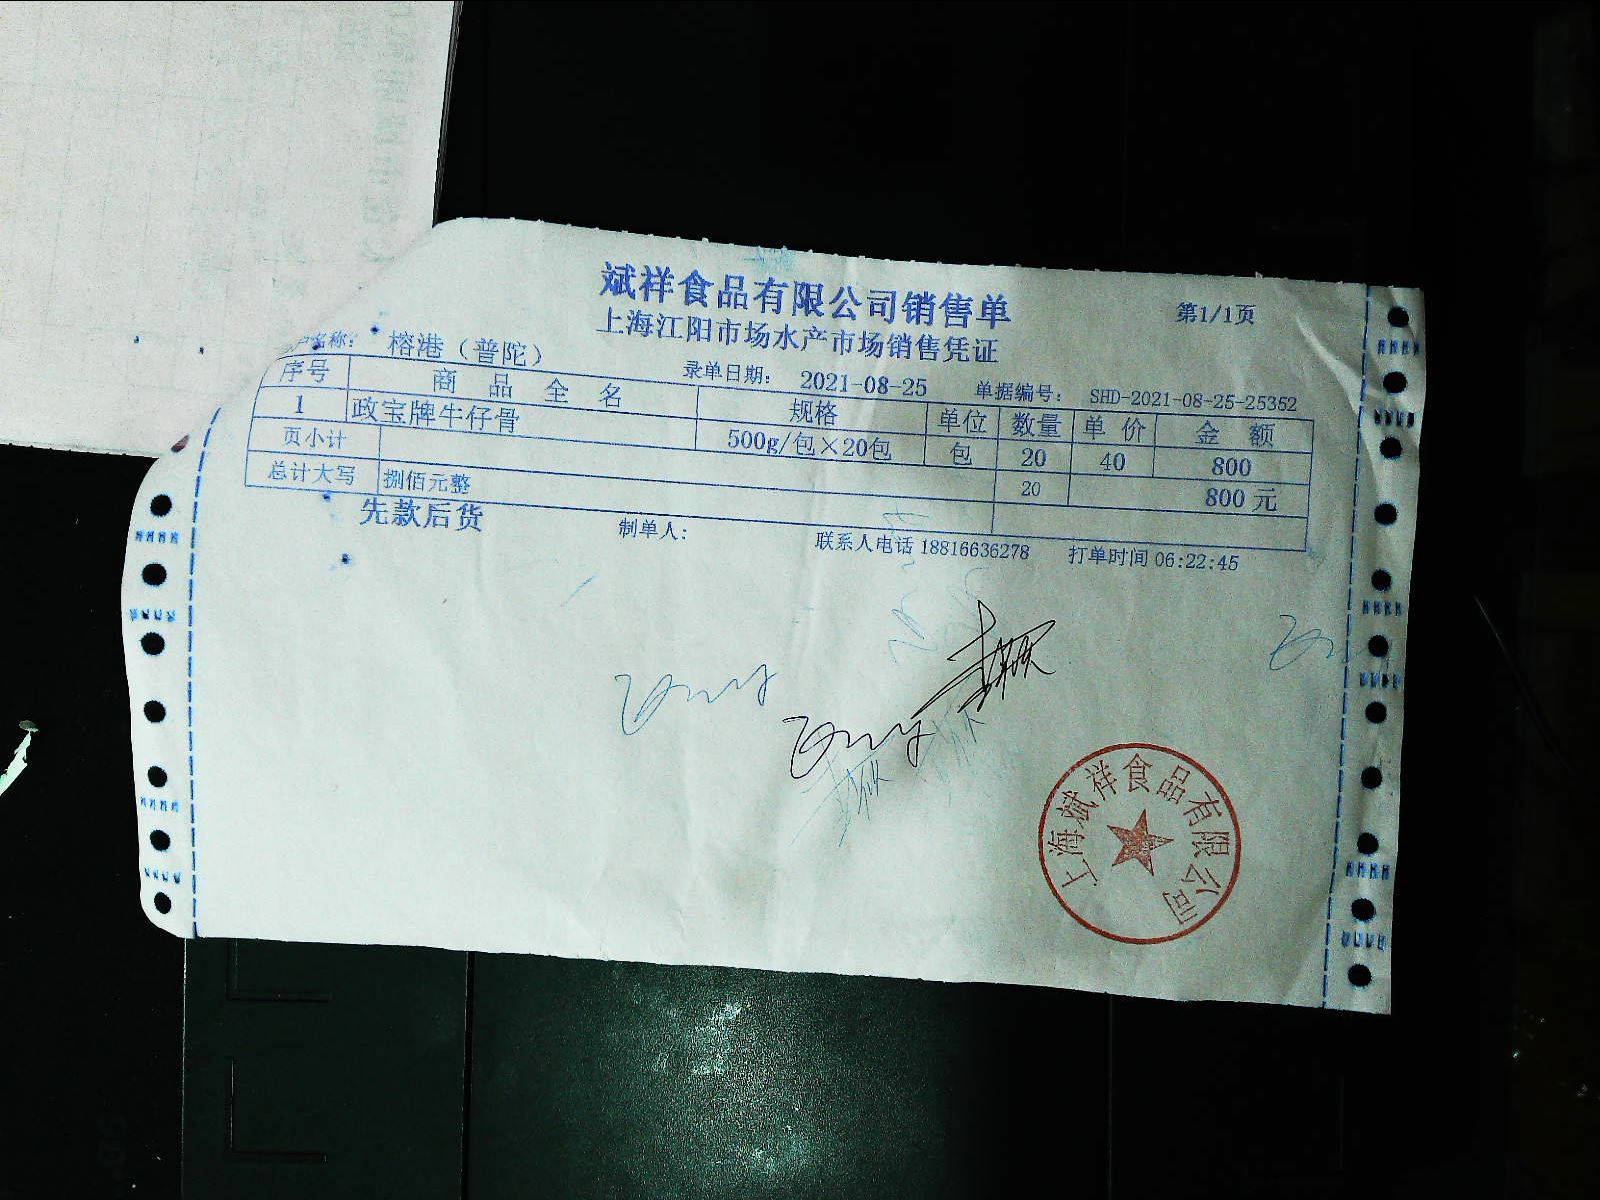 斌祥食品有限公司销售单
第1/1页
上海江阳市场水产市场销售凭证
户名称: 榕港（普陀） 录单日期: 2021-08-25 单据编号: SHD-2021-08-25-25352
序号 商品全名 规格 单位 数量 单价 金额
1 政宝牌牛仔骨 500g/包×20包 包 20 40 800
页小计 20 800元
总计大写 捌佰元整
先款后货 制单人: 联系人电话 18816636278 打单时间 06:22:45
上海斌祥食品有限公司